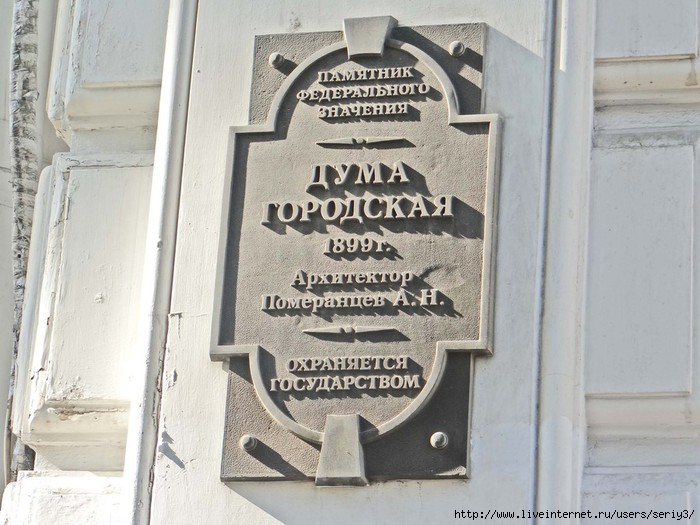 ПАМЯТНИК
ФЕДЕРАЛЬНОГО
ЗНАЧЕНИЯ
ДУМА
ГОРОДСКАЯ
1899г.
Архитектор
Померанцев А.Н.
ОХРАНЯЕТСЯ
ГОСУДАРСТВОМ
http://www.liveinternet.ru/users/seriy3/